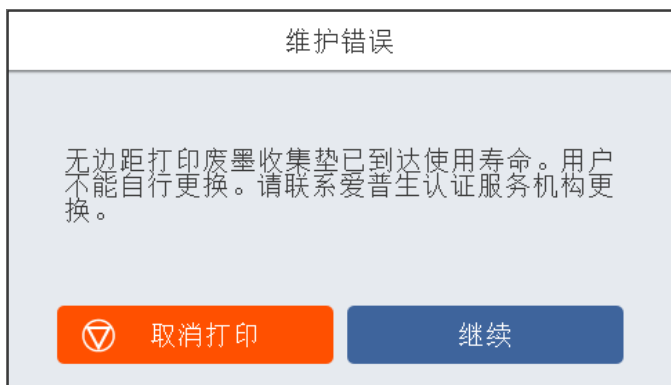 维护错误
无边距打印废墨收集垫已到达使用寿命。用户
不能自行更换。请联系爱普生认证服务机构更
换。
取消打印
继续